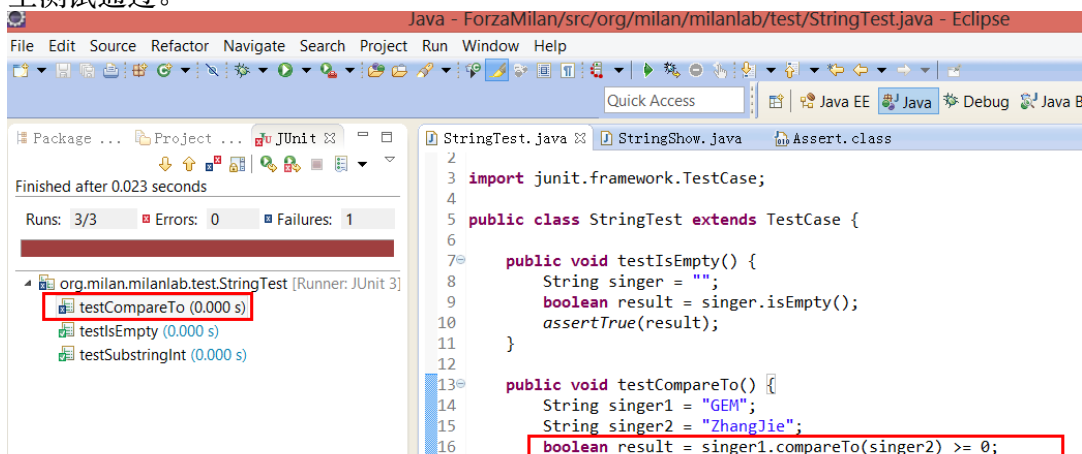 上测试通过。
Java - ForzaMilan/src/org/milan/milanlab/test/StringTest.java - Eclipse
File Edit Source Refactor Navigate Search Project Run Window Help
Quick Access Java EE Java Debug Java B
Package ... Project ... JUnit StringTest.java StringShow.java Assert.class
Finished after 0.023 seconds
Runs: 3/3 Errors: 0 Failures: 1
org.milan.milanlab.test.StringTest [Runner: JUnit 3]
testCompareTo (0.000 s)
testIsEmpty (0.000 s)
testSubstringInt (0.000 s)
2
3 import junit.framework.TestCase;
4
5 public class StringTest extends TestCase {
6
7 public void testIsEmpty() {
8 String singer = "";
9 boolean result = singer.isEmpty();
10 assertTrue(result);
11 }
12
13 public void testCompareTo() {
14 String singer1 = "GEM";
15 String singer2 = "ZhangJie";
16 boolean result = singer1.compareTo(singer2) >= 0;